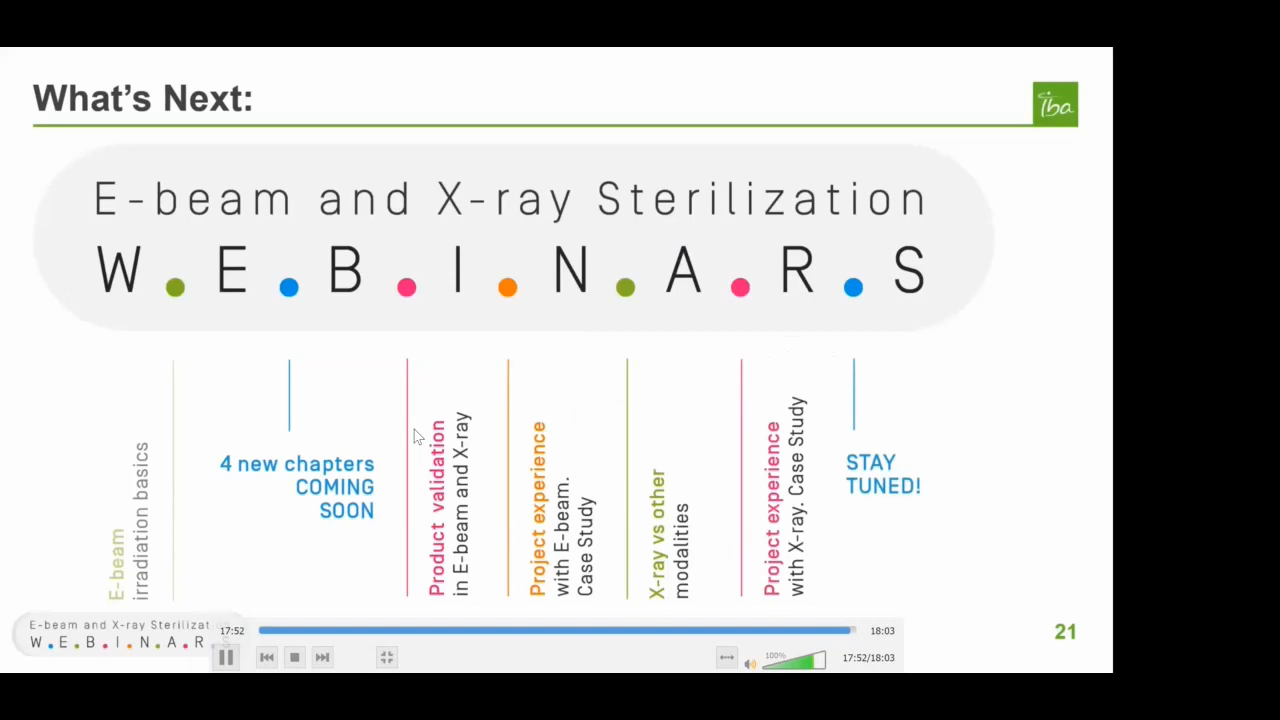 What's Next:
iba
E-beam and X-ray Sterilization
W.E.B.I.N.A.R.S
E-beam
irradiation basics
4 new chapters
COMING
SOON
Product validation
in E-beam and X-ray
Project experience
with E-beam.
Case Study
X-ray vs other
modalities
Project experience
with X-ray. Case Study
STAY
TUNED!
E-beam and X-ray Sterilizat
W.E.B.I.N.A.R.S
17:52
18:03
100%
17:52/18:03
21